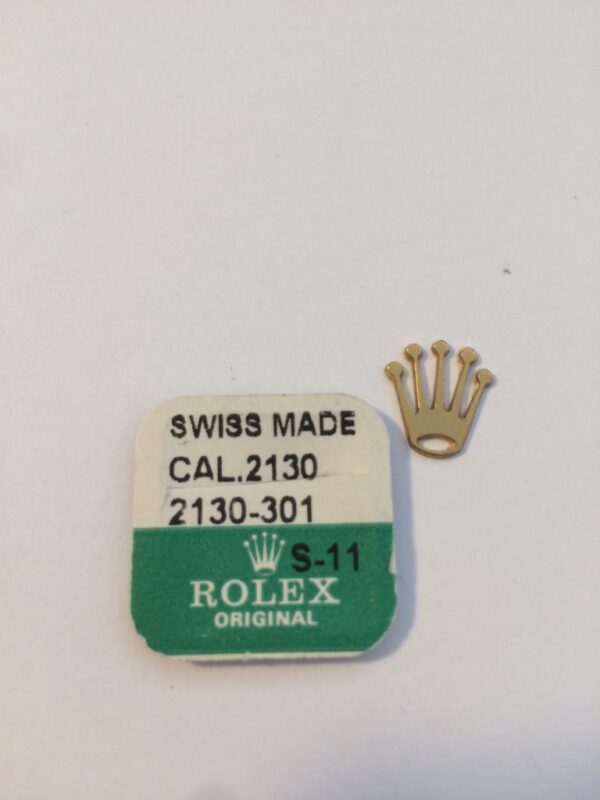 SWISS MADE
CAL.2130
2130-301
S-11
ROLEX
ORIGINAL